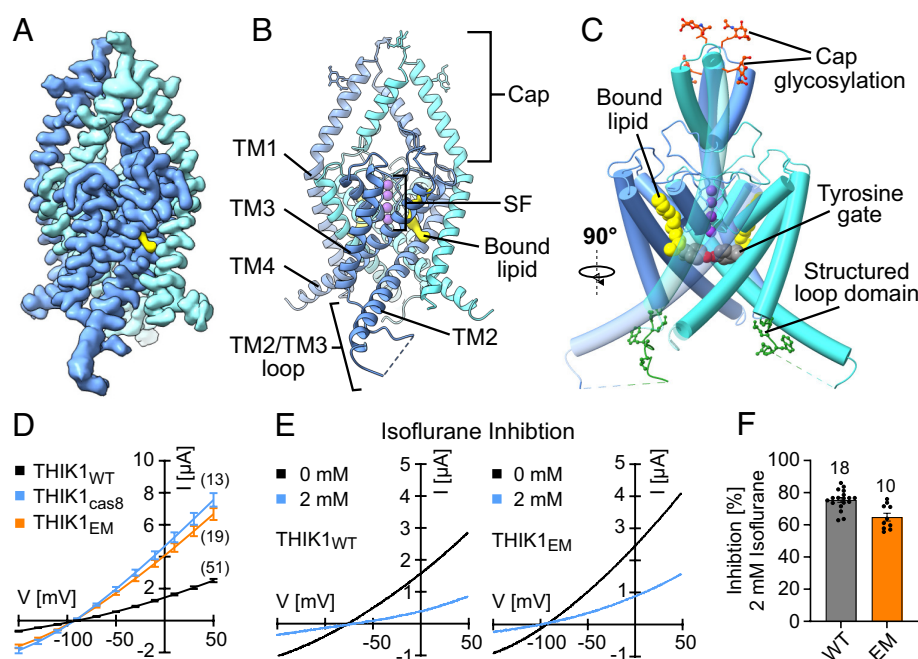 A
B
C
Cap
glycosylation
Bound
lipid
Cap
TM1
SF
TM3
Tyrosine
gate
Bound
lipid
90°
TM4
Structured
loop domain
TM2
TM2/TM3
loop
D
E
Isoflurane Inhibtion
F
THIK1WT
THIK1cas8
THIK1EM
10
8
6
4
2
-2
I [µA]
(13)
(19)
(51)
V [mV]
-100
-50
50
0 mM
2 mM
THIK1WT
5
4
3
2
1
-1
I [µA]
V [mV]
-100
-50
50
0 mM
2 mM
THIK1EM
5
4
3
2
1
-1
I [µA]
V [mV]
-100
-50
50
Inhibtion [%]
2 mM Isoflurane
100
80
60
40
20
0
18
10
WT
EM